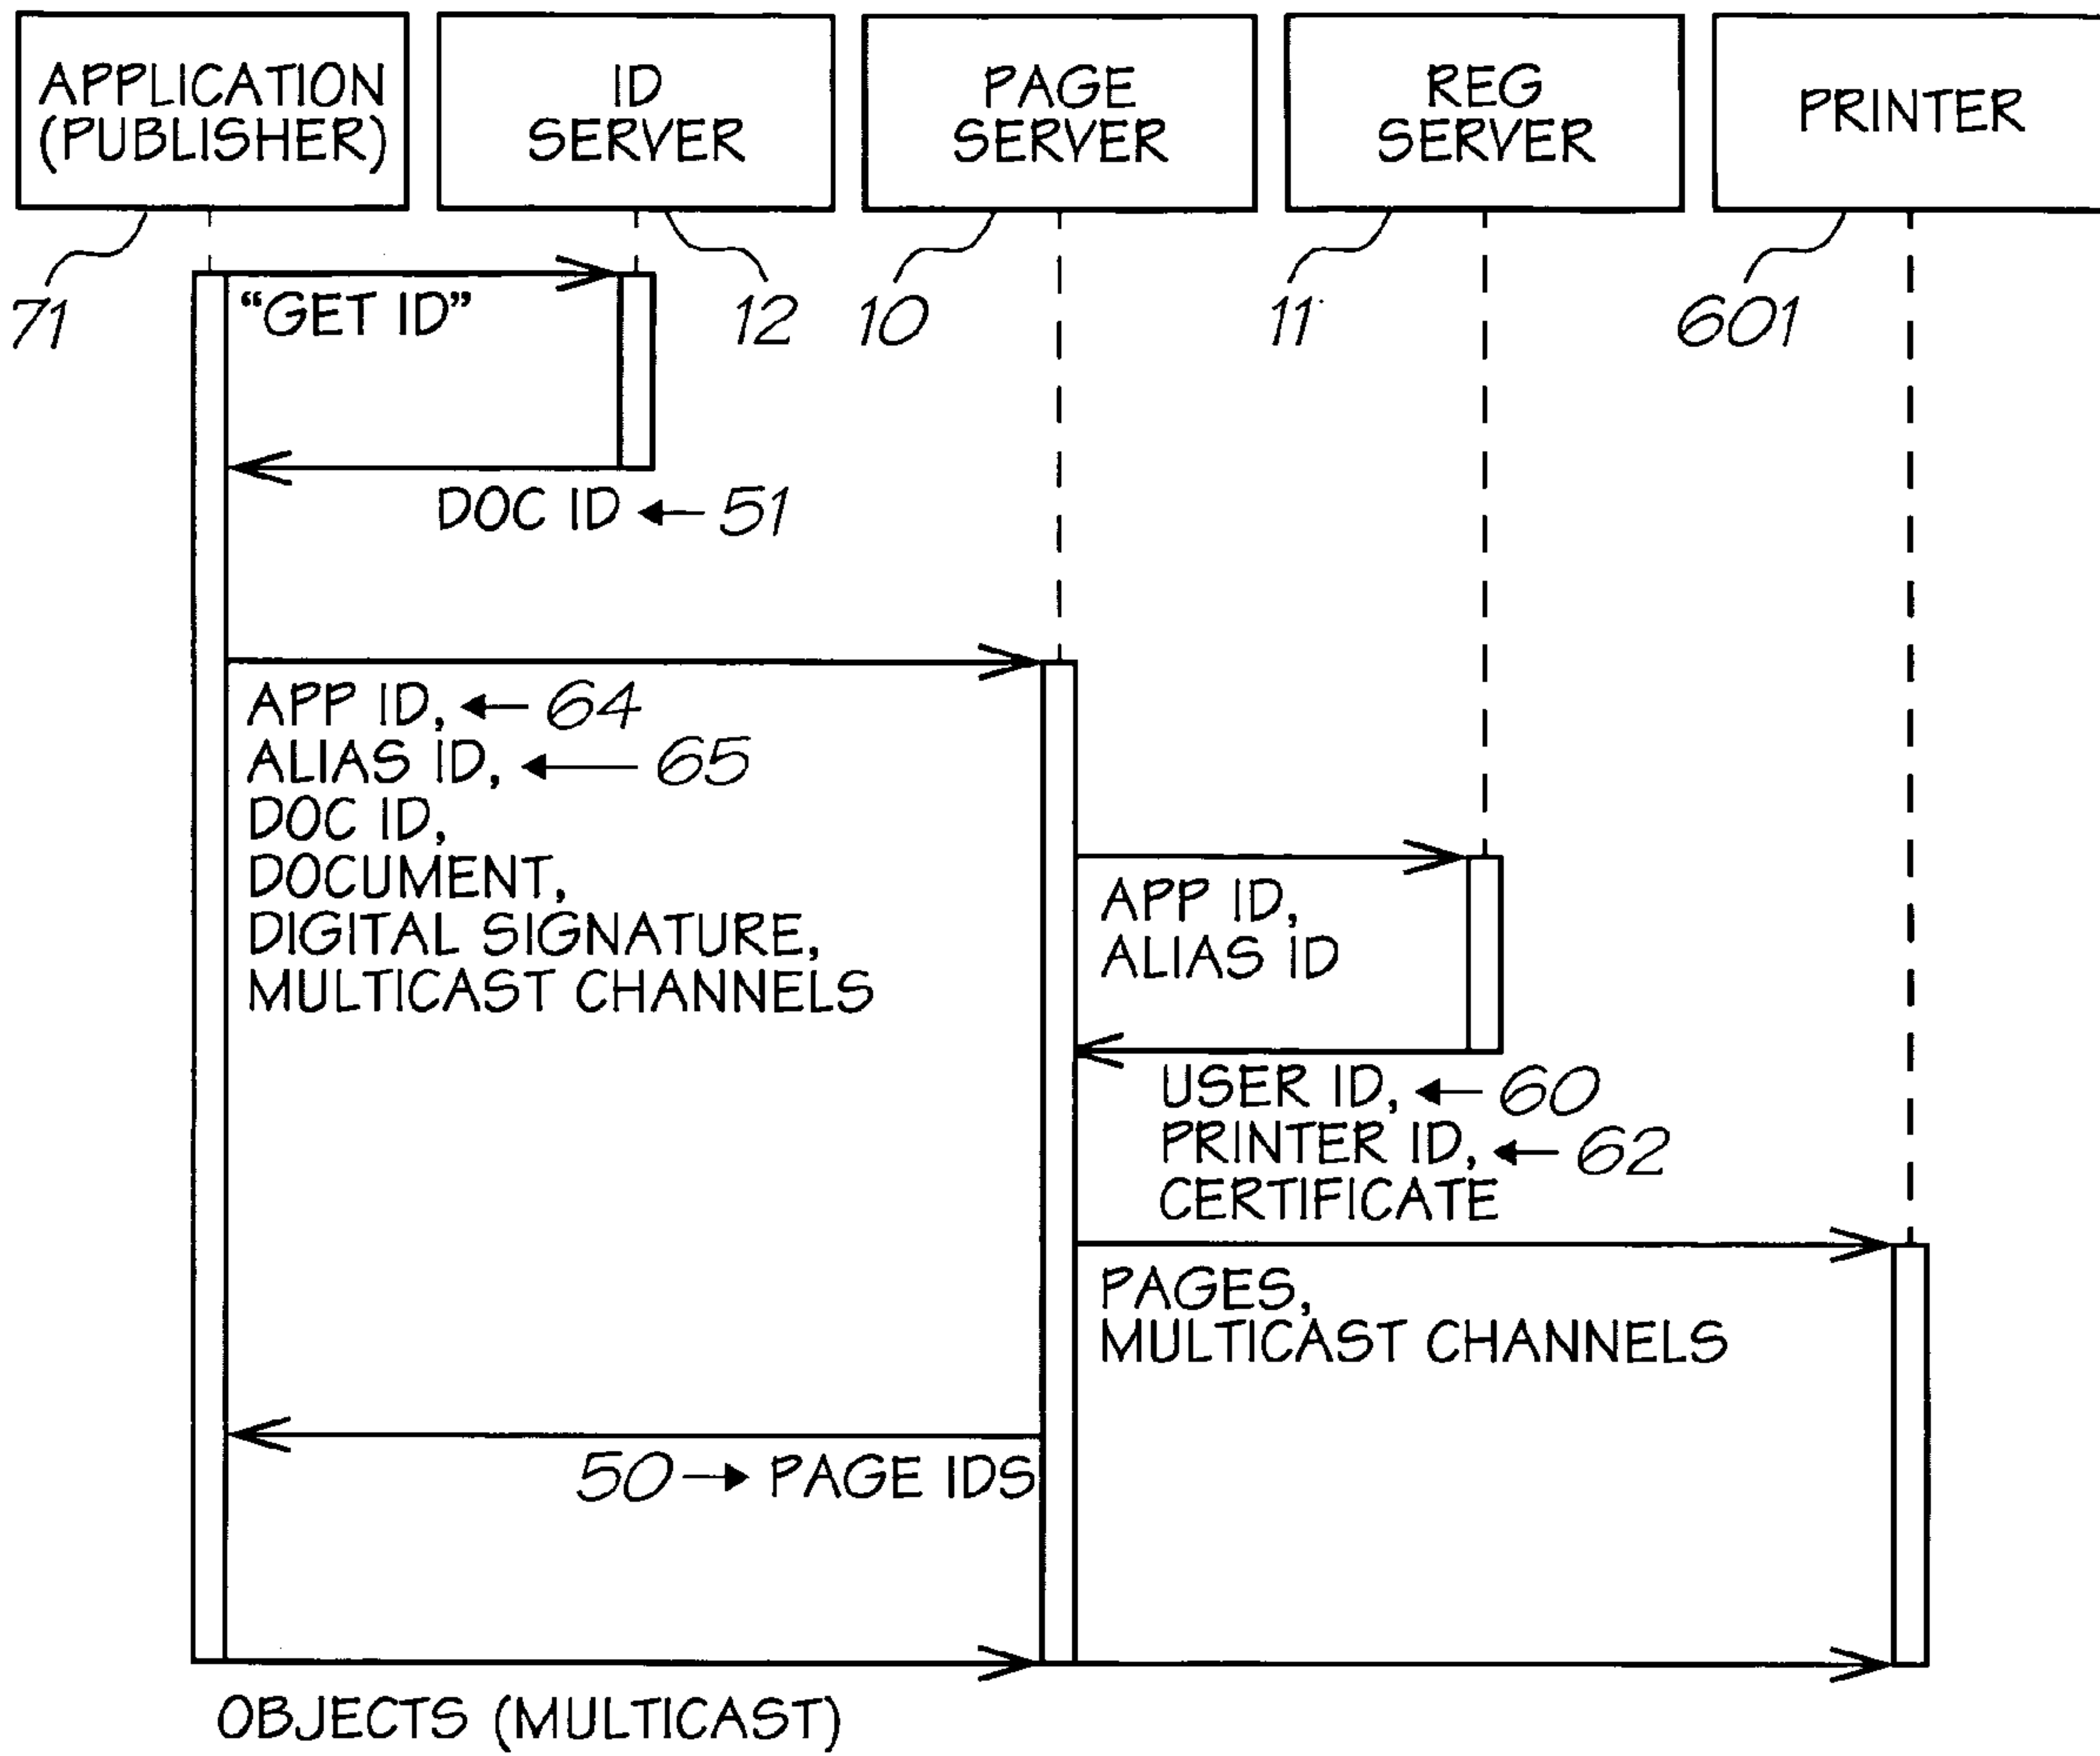 APPLICATION
(PUBLISHER)
ID
SERVER
PAGE
SERVER
REG
SERVER
PRINTER
71
12
10
11
601
“GET ID”
DOC ID
51
APP ID,
64
ALIAS ID,
65
DOC ID,
DOCUMENT,
DIGITAL SIGNATURE,
MULTICAST CHANNELS
APP ID,
ALIAS ID
USER ID,
60
PRINTER ID,
62
CERTIFICATE
PAGES,
MULTICAST CHANNELS
50
PAGE IDS
OBJECTS (MULTICAST)